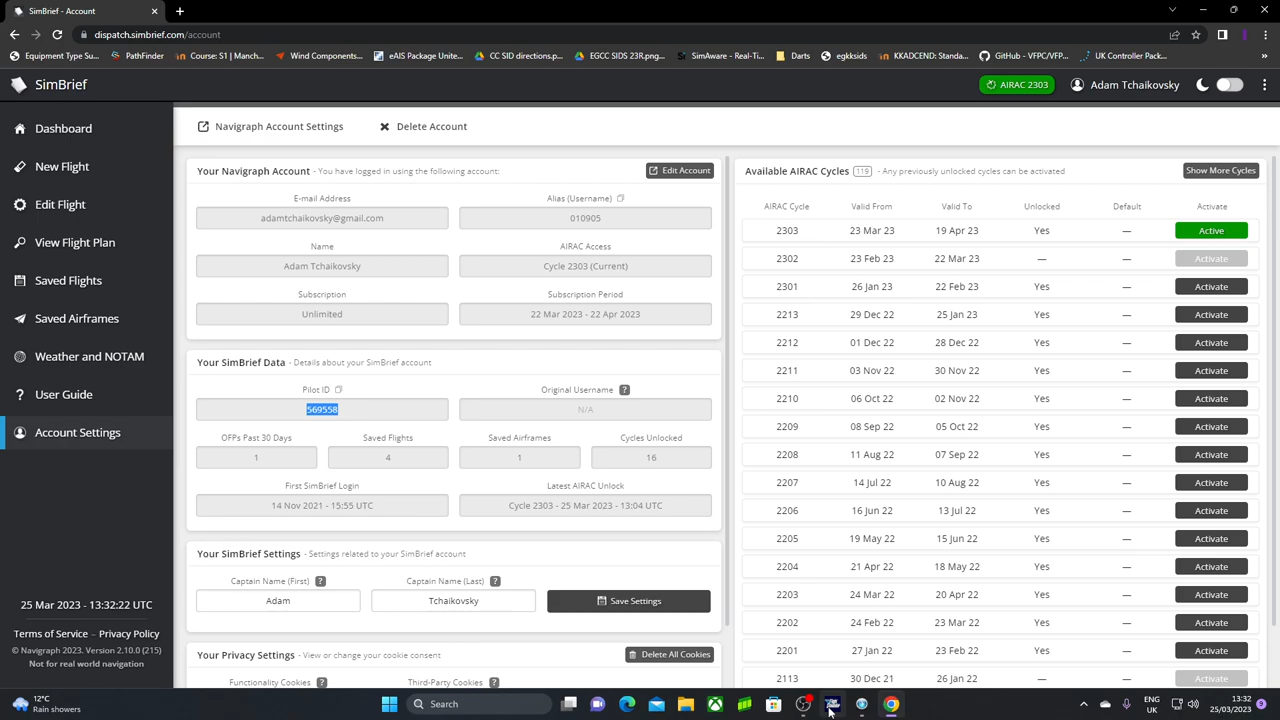 SimBrief - Account
dispatch.simbrief.com/account
Equipment Type Suf...
PathFinder
Course: S1 | Manch...
Wind Components:...
eAIS Package Unite...
CC SID directions.pn...
EGCC SIDS 23R.png...
SimAware - Real-Ti...
Darts
egkksids
KKADCEND: Control...
GitHub - VFPC/VFPC
UK Controller Pack...
SimBrief
AIRAC 2303
Adam Tchaikovsky
Dashboard
New Flight
Edit Flight
View Flight Plan
Saved Flights
Saved Airframes
Weather and NOTAM
User Guide
Account Settings
25 Mar 2023 - 13:32:22 UTC
Terms of Service – Privacy Policy
© Navigraph 2023. Version 2.10.0 (215)
Not for real world navigation
Navigraph Account Settings
Delete Account
Your Navigraph Account - You have logged in using the following account:
Edit Account
E-mail Address Alias (Username)
adamtchaikovsky@gmail.com 010905
Name AIRAC Access
Adam Tchaikovsky Cycle 2303 (Current)
Subscription Subscription Period
Unlimited 22 Mar 2023 - 22 Apr 2023
Your SimBrief Data - Details about your SimBrief account
Pilot ID Original Username ?
569558 N/A
OFPs Past 30 Days Saved Flights Saved Airframes Cycles Unlocked
1 4 1 16
First SimBrief Login Latest AIRAC Unlock
14 Nov 2021 - 15:55 UTC Cycle 2303 - 25 Mar 2023 - 13:04 UTC
Your SimBrief Settings - Settings related to your SimBrief account
Captain Name (First) ? Captain Name (Last) ?
Adam Tchaikovsky Save Settings
Your Privacy Settings - View or change your cookie consent
Delete All Cookies
Functionality Cookies ? Third-Party Cookies ?
Available AIRAC Cycles 119 - Any previously unlocked cycles can be activated
Show More Cycles
AIRAC Cycle Valid From Valid To Unlocked Default Activate
2303 23 Mar 23 19 Apr 23 Yes — Active
2302 23 Feb 23 22 Mar 23 — — Activate
2301 26 Jan 23 22 Feb 23 Yes — Activate
2213 29 Dec 22 25 Jan 23 Yes — Activate
2212 01 Dec 22 28 Dec 22 Yes — Activate
2211 03 Nov 22 30 Nov 22 Yes — Activate
2210 06 Oct 22 02 Nov 22 Yes — Activate
2209 08 Sep 22 05 Oct 22 Yes — Activate
2208 11 Aug 22 07 Sep 22 Yes — Activate
2207 14 Jul 22 10 Aug 22 Yes — Activate
2206 16 Jun 22 13 Jul 22 Yes — Activate
2205 19 May 22 15 Jun 22 Yes — Activate
2204 21 Apr 22 18 May 22 Yes — Activate
2203 24 Mar 22 20 Apr 22 Yes — Activate
2202 24 Feb 22 23 Mar 22 Yes — Activate
2201 27 Jan 22 23 Feb 22 Yes — Activate
2113 30 Dec 21 26 Jan 22 — — Activate
12°C
Rain showers
Search
ENG
UK
13:32
25/03/2023